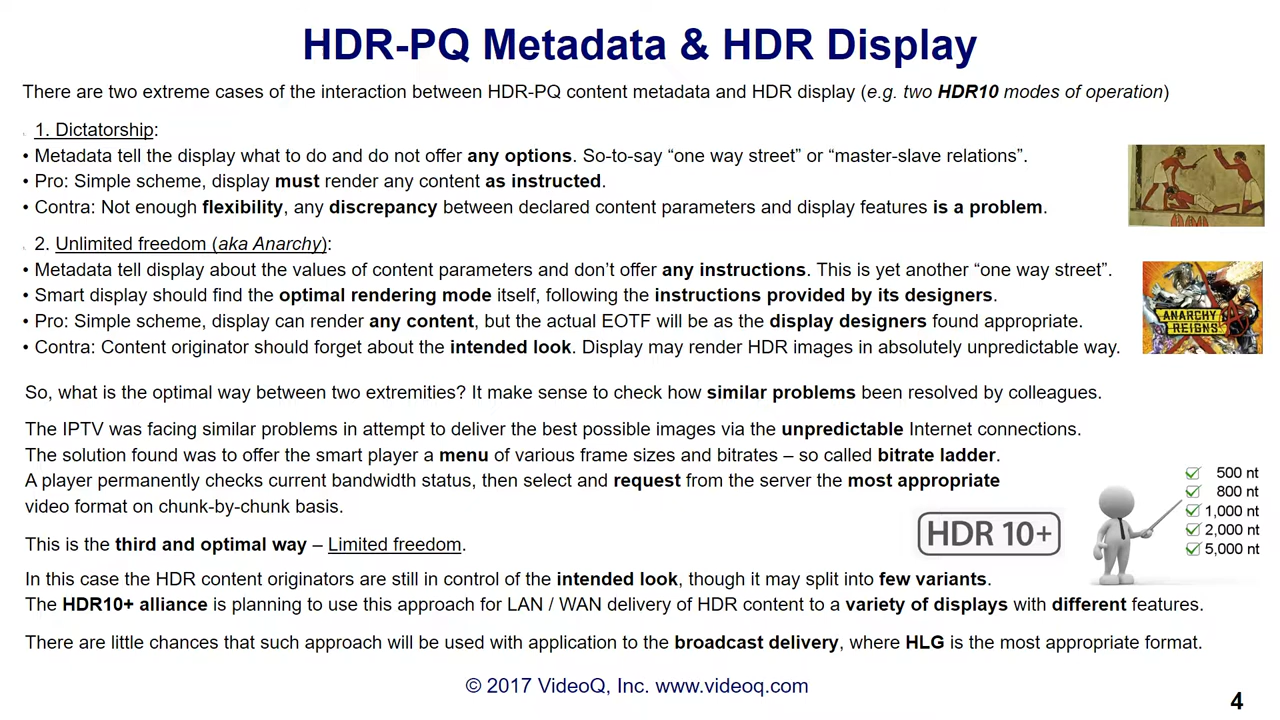 HDR-PQ Metadata & HDR Display
There are two extreme cases of the interaction between HDR-PQ content metadata and HDR display (e.g. two HDR10 modes of operation)
1. Dictatorship:
• Metadata tell the display what to do and do not offer any options. So-to-say “one way street” or “master-slave relations”.
• Pro: Simple scheme, display must render any content as instructed.
• Contra: Not enough flexibility, any discrepancy between declared content parameters and display features is a problem.
2. Unlimited freedom (aka Anarchy):
• Metadata tell display about the values of content parameters and don’t offer any instructions. This is yet another “one way street”.
• Smart display should find the optimal rendering mode itself, following the instructions provided by its designers.
• Pro: Simple scheme, display can render any content, but the actual EOTF will be as the display designers found appropriate.
• Contra: Content originator should forget about the intended look. Display may render HDR images in absolutely unpredictable way.
ANARCHY
REIGNS
So, what is the optimal way between two extremities? It make sense to check how similar problems been resolved by colleagues.
The IPTV was facing similar problems in attempt to deliver the best possible images via the unpredictable Internet connections.
The solution found was to offer the smart player a menu of various frame sizes and bitrates – so called bitrate ladder.
A player permanently checks current bandwidth status, then select and request from the server the most appropriate
video format on chunk-by-chunk basis.
500 nt
800 nt
1,000 nt
2,000 nt
5,000 nt
HDR 10+
This is the third and optimal way – Limited freedom.
In this case the HDR content originators are still in control of the intended look, though it may split into few variants.
The HDR10+ alliance is planning to use this approach for LAN / WAN delivery of HDR content to a variety of displays with different features.
There are little chances that such approach will be used with application to the broadcast delivery, where HLG is the most appropriate format.
© 2017 VideoQ, Inc. www.videoq.com
4